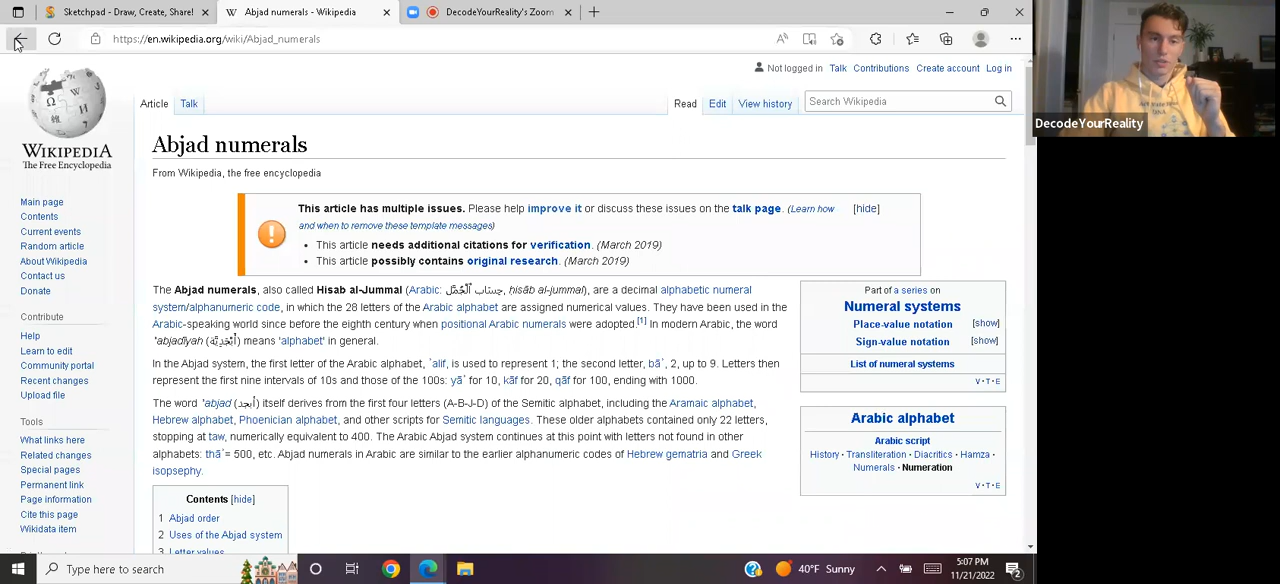 Sketchpad - Draw, Create, Share!
Abjad numerals - Wikipedia
DecodeYourReality's Zoom
https://en.wikipedia.org/wiki/Abjad_numerals
DecodeYourReality
Not logged in Talk Contributions Create account Log in
Article Talk Read Edit View history Search Wikipedia
WIKIPEDIA
The Free Encyclopedia
Main page
Contents
Current events
Random article
About Wikipedia
Contact us
Donate
Contribute
Help
Learn to edit
Community portal
Recent changes
Upload file
Tools
What links here
Related changes
Special pages
Permanent link
Page information
Cite this page
Wikidata item
Abjad numerals
From Wikipedia, the free encyclopedia
This article has multiple issues. Please help improve it or discuss these issues on the talk page. (Learn how [hide]
and when to remove these template messages)
• This article needs additional citations for verification. (March 2019)
• This article possibly contains original research. (March 2019)
The Abjad numerals, also called Hisab al-Jummal (Arabic: حِسَاب ٱلْجُمَّل, ḥisāb al-jummal), are a decimal alphabetic numeral
system/alphanumeric code, in which the 28 letters of the Arabic alphabet are assigned numerical values. They have been used in the
Arabic-speaking world since before the eighth century when positional Arabic numerals were adopted.[1] In modern Arabic, the word
ʾabjadīyah (أَبْجَدِيَّة) means 'alphabet' in general.
In the Abjad system, the first letter of the Arabic alphabet, ʾalif, is used to represent 1; the second letter, bāʾ, 2, up to 9. Letters then
represent the first nine intervals of 10s and those of the 100s: yāʾ for 10, kāf for 20, qāf for 100, ending with 1000.
The word ʾabjad (أبجد) itself derives from the first four letters (A-B-J-D) of the Semitic alphabet, including the Aramaic alphabet,
Hebrew alphabet, Phoenician alphabet, and other scripts for Semitic languages. These older alphabets contained only 22 letters,
stopping at taw, numerically equivalent to 400. The Arabic Abjad system continues at this point with letters not found in other
alphabets: thāʾ= 500, etc. Abjad numerals in Arabic are similar to the earlier alphanumeric codes of Hebrew gematria and Greek
isopsephy.
Contents [hide]
1 Abjad order
2 Uses of the Abjad system
3 Letter values
Part of a series on
Numeral systems
Place-value notation [show]
Sign-value notation [show]
List of numeral systems
V·T·E
Arabic alphabet
Arabic script
History · Transliteration · Diacritics · Hamza ·
Numerals · Numeration
V·T·E
Type here to search
40°F Sunny
5:07 PM
11/21/2022
2